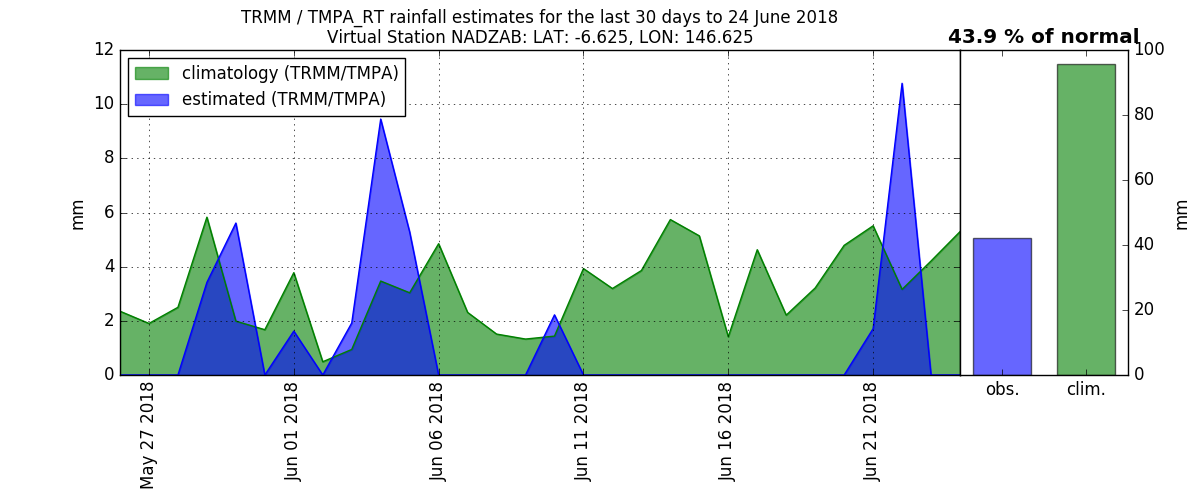 TRMM / TMPA_RT rainfall estimates for the last 30 days to 24 June 2018
Virtual Station NADZAB: LAT: -6.625, LON: 146.625
43.9 % of normal
climatology (TRMM/TMPA)
estimated (TRMM/TMPA)
mm
12
10
8
6
4
2
0
May 27 2018
Jun 01 2018
Jun 06 2018
Jun 11 2018
Jun 16 2018
Jun 21 2018
obs.
clim.
100
80
60
40
20
0
mm